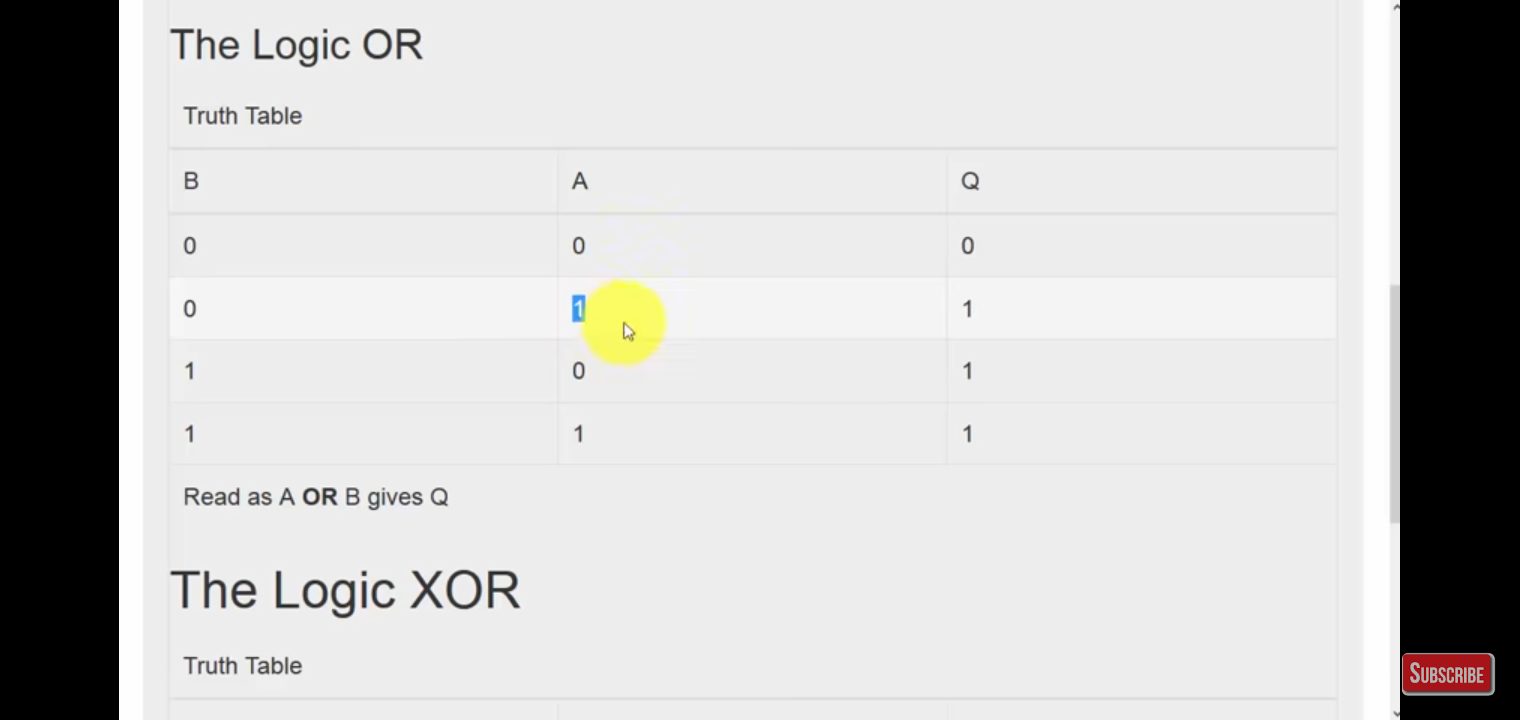 The Logic OR
Truth Table
B A Q
0 0 0
0 1 1
1 0 1
1 1 1
Read as A OR B gives Q
The Logic XOR
Truth Table
SUBSCRIBE